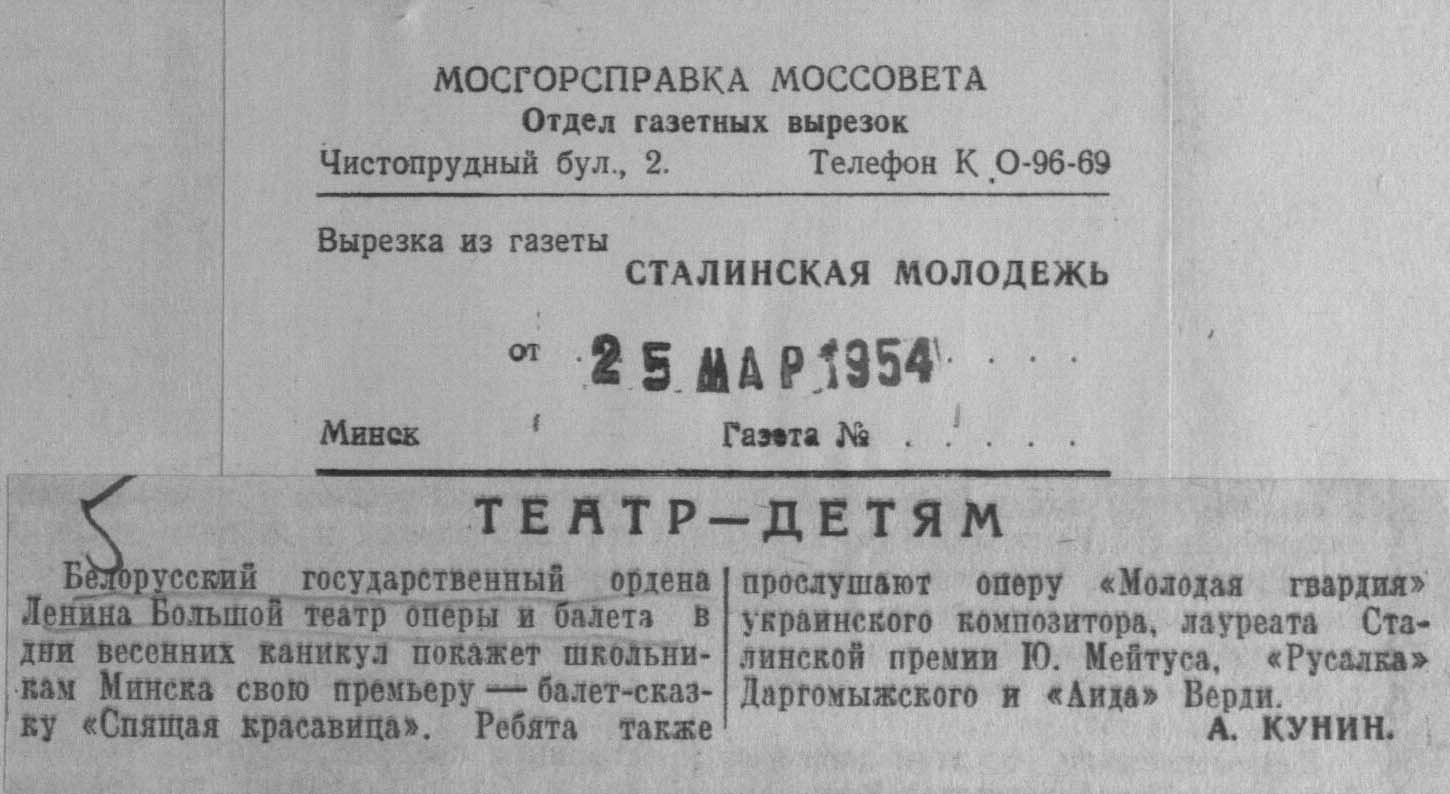 МОСГОРСПРАВКА МОССОВЕТА
Отдел газетных вырезок
Чистопрудный бул., 2. Телефон К 0-96-69
Вырезка из газеты
СТАЛИНСКАЯ МОЛОДЕЖЬ
от 25 МАР 1954
Минск Газета №
ТЕАТР—ДЕТЯМ
Белорусский государственный ордена
Ленина Большой театр оперы и балета в
дни весенних каникул покажет школьни-
кам Минска свою премьеру — балет-сказ-
ку «Спящая красавица». Ребята также
прослушают оперу «Молодая гвардия»
украинского композитора, лауреата Ста-
линской премии Ю. Мейтуса, «Русалка»
Даргомыжского и «Аида» Верди.
А. КУНИН.